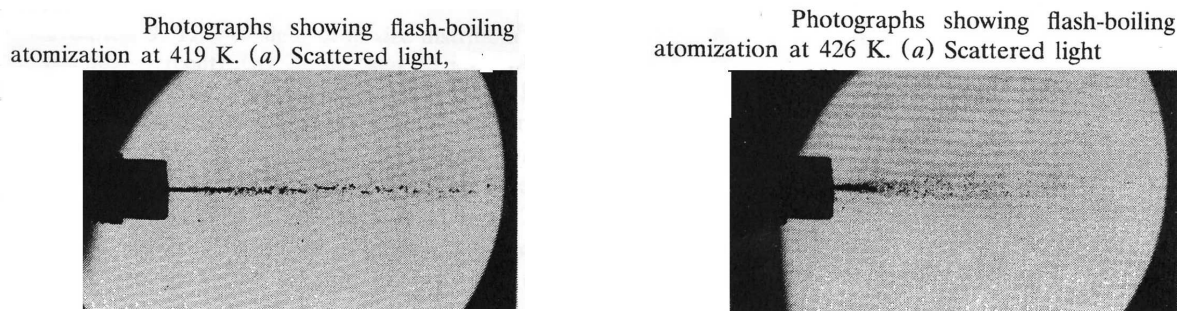 Photographs showing flash-boiling
atomization at 419 K. (a) Scattered light,
Photographs showing flash-boiling
atomization at 426 K. (a) Scattered light